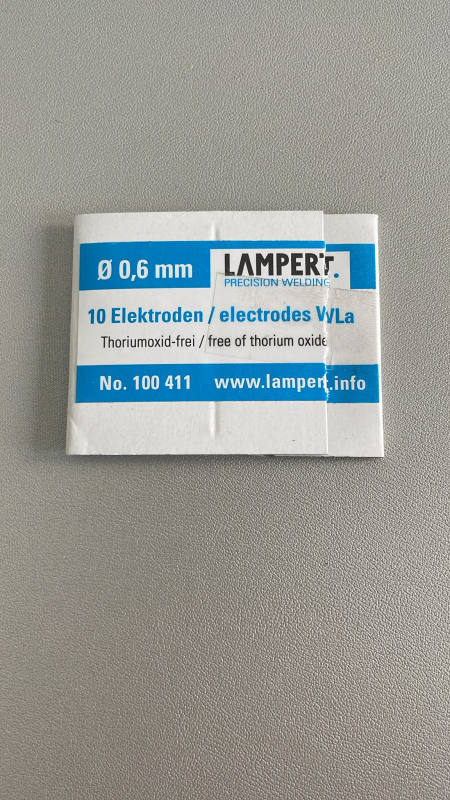 Ø 0,6 mm
LAMPERT.
PRECISION WELDING
10 Elektroden / electrodes WLa
Thoriumoxid-frei / free of thorium oxide
No. 100 411 www.lampert.info